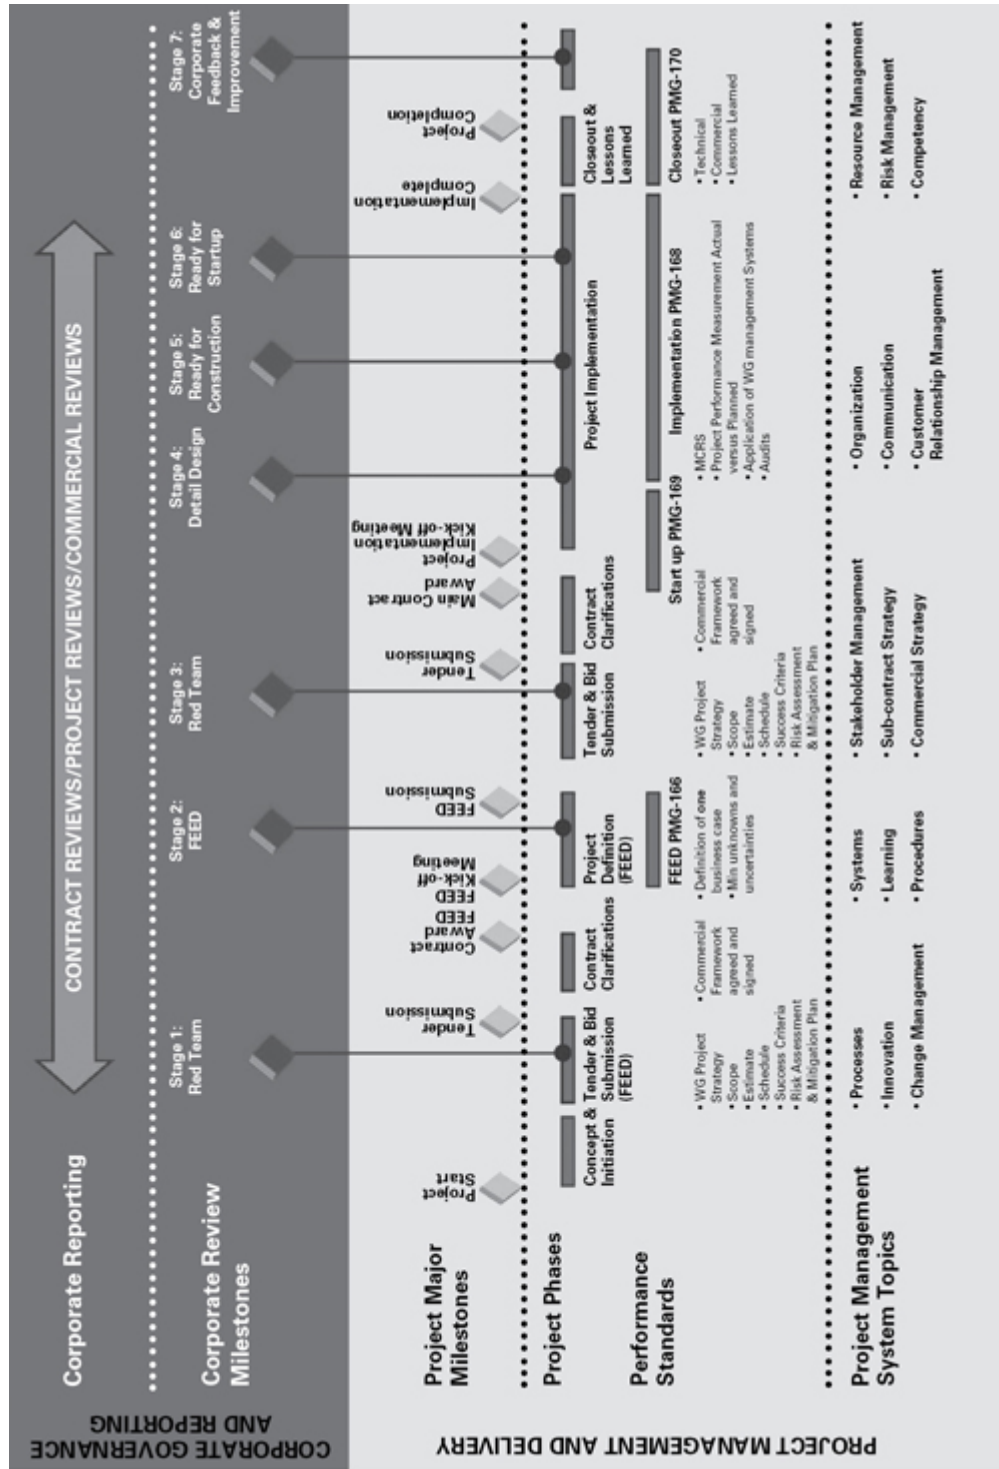 CORPORATE GOVERNANCE
AND REPORTING
Corporate Reporting
CONTRACT REVIEWS/PROJECT REVIEWS/COMMERCIAL REVIEWS
Corporate Review
Milestones
Stage 1:
Red Team
Stage 2:
FEED
Stage 3:
Red Team
Stage 4:
Detail Design
Stage 5:
Ready for
Construction
Stage 6:
Ready for
Startup
Stage 7:
Corporate
Feedback &
Improvement
PROJECT MANAGEMENT AND DELIVERY
Project Major
Milestones
Project
Start
Tender
Submission
FEED
Contract
Award
FEED
Kick-off
Meeting
FEED
Submission
Tender
Submission
Main Contract
Award
Project
Implementation
Kick-off Meeting
Implementation
Complete
Project
Completion
Project Phases
Concept &
Initiation
Tender & Bid
Submission
(FEED)
Contract
Clarifications
Project
Definition
(FEED)
Tender & Bid
Submission
Contract
Clarifications
Project Implementation
Closeout &
Lessons
Learned
Performance
Standards
FEED PMG-166
Start up PMG-169
Implementation PMG-168
Closeout PMG-170
• WG Project
Strategy
• Scope
• Estimate
• Schedule
• Success Criteria
• Risk Assessment
& Mitigation Plan
• Commercial
Framework
agreed and
signed
• Definition of one
business case
• Min unknowns and
uncertainties
• WG Project
Strategy
• Scope
• Estimate
• Schedule
• Success Criteria
• Risk Assessment
& Mitigation Plan
• Commercial
Framework
agreed and
signed
• MCRS
• Project Performance Measurement Actual
versus Planned
• Application of WG management Systems
• Audits
• Technical
• Commercial
• Lessons Learned
Project Management
System Topics
• Processes
• Innovation
• Change Management
• Systems
• Learning
• Procedures
• Stakeholder Management
• Sub-contract Strategy
• Commercial Strategy
• Organization
• Communication
• Customer
Relationship Management
• Resource Management
• Risk Management
• Competency